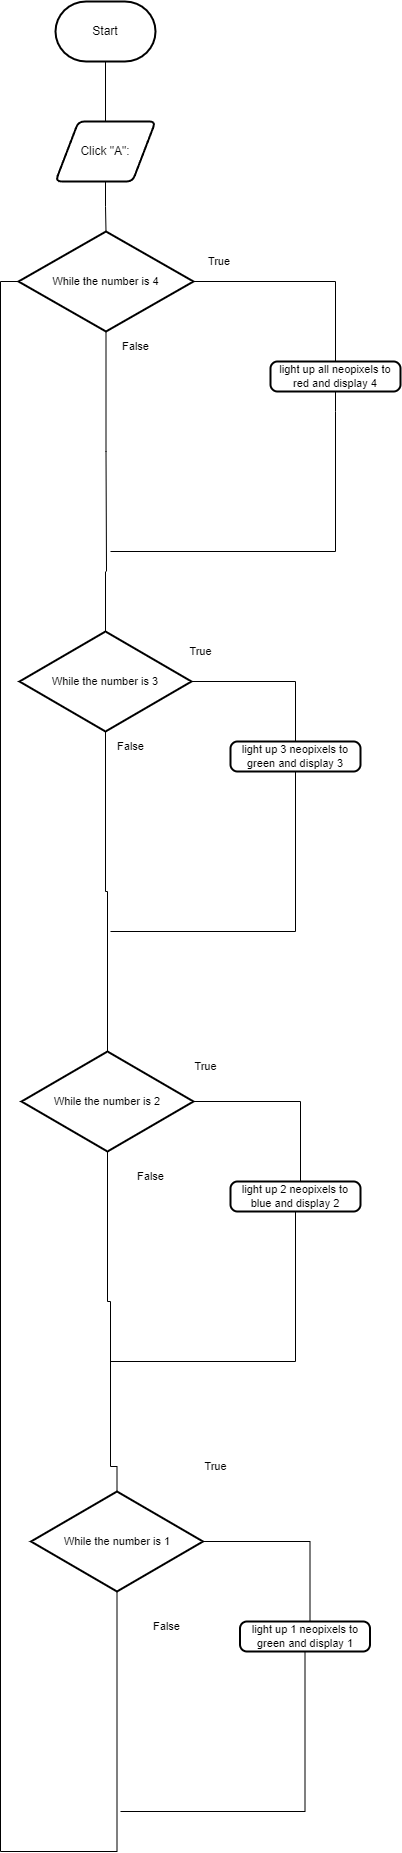 Start
Click "A":
True
While the number is 4
False
light up all neopixels to
red and display 4
True
While the number is 3
False
light up 3 neopixels to
green and display 3
True
While the number is 2
False
light up 2 neopixels to
blue and display 2
True
While the number is 1
False
light up 1 neopixels to
green and display 1